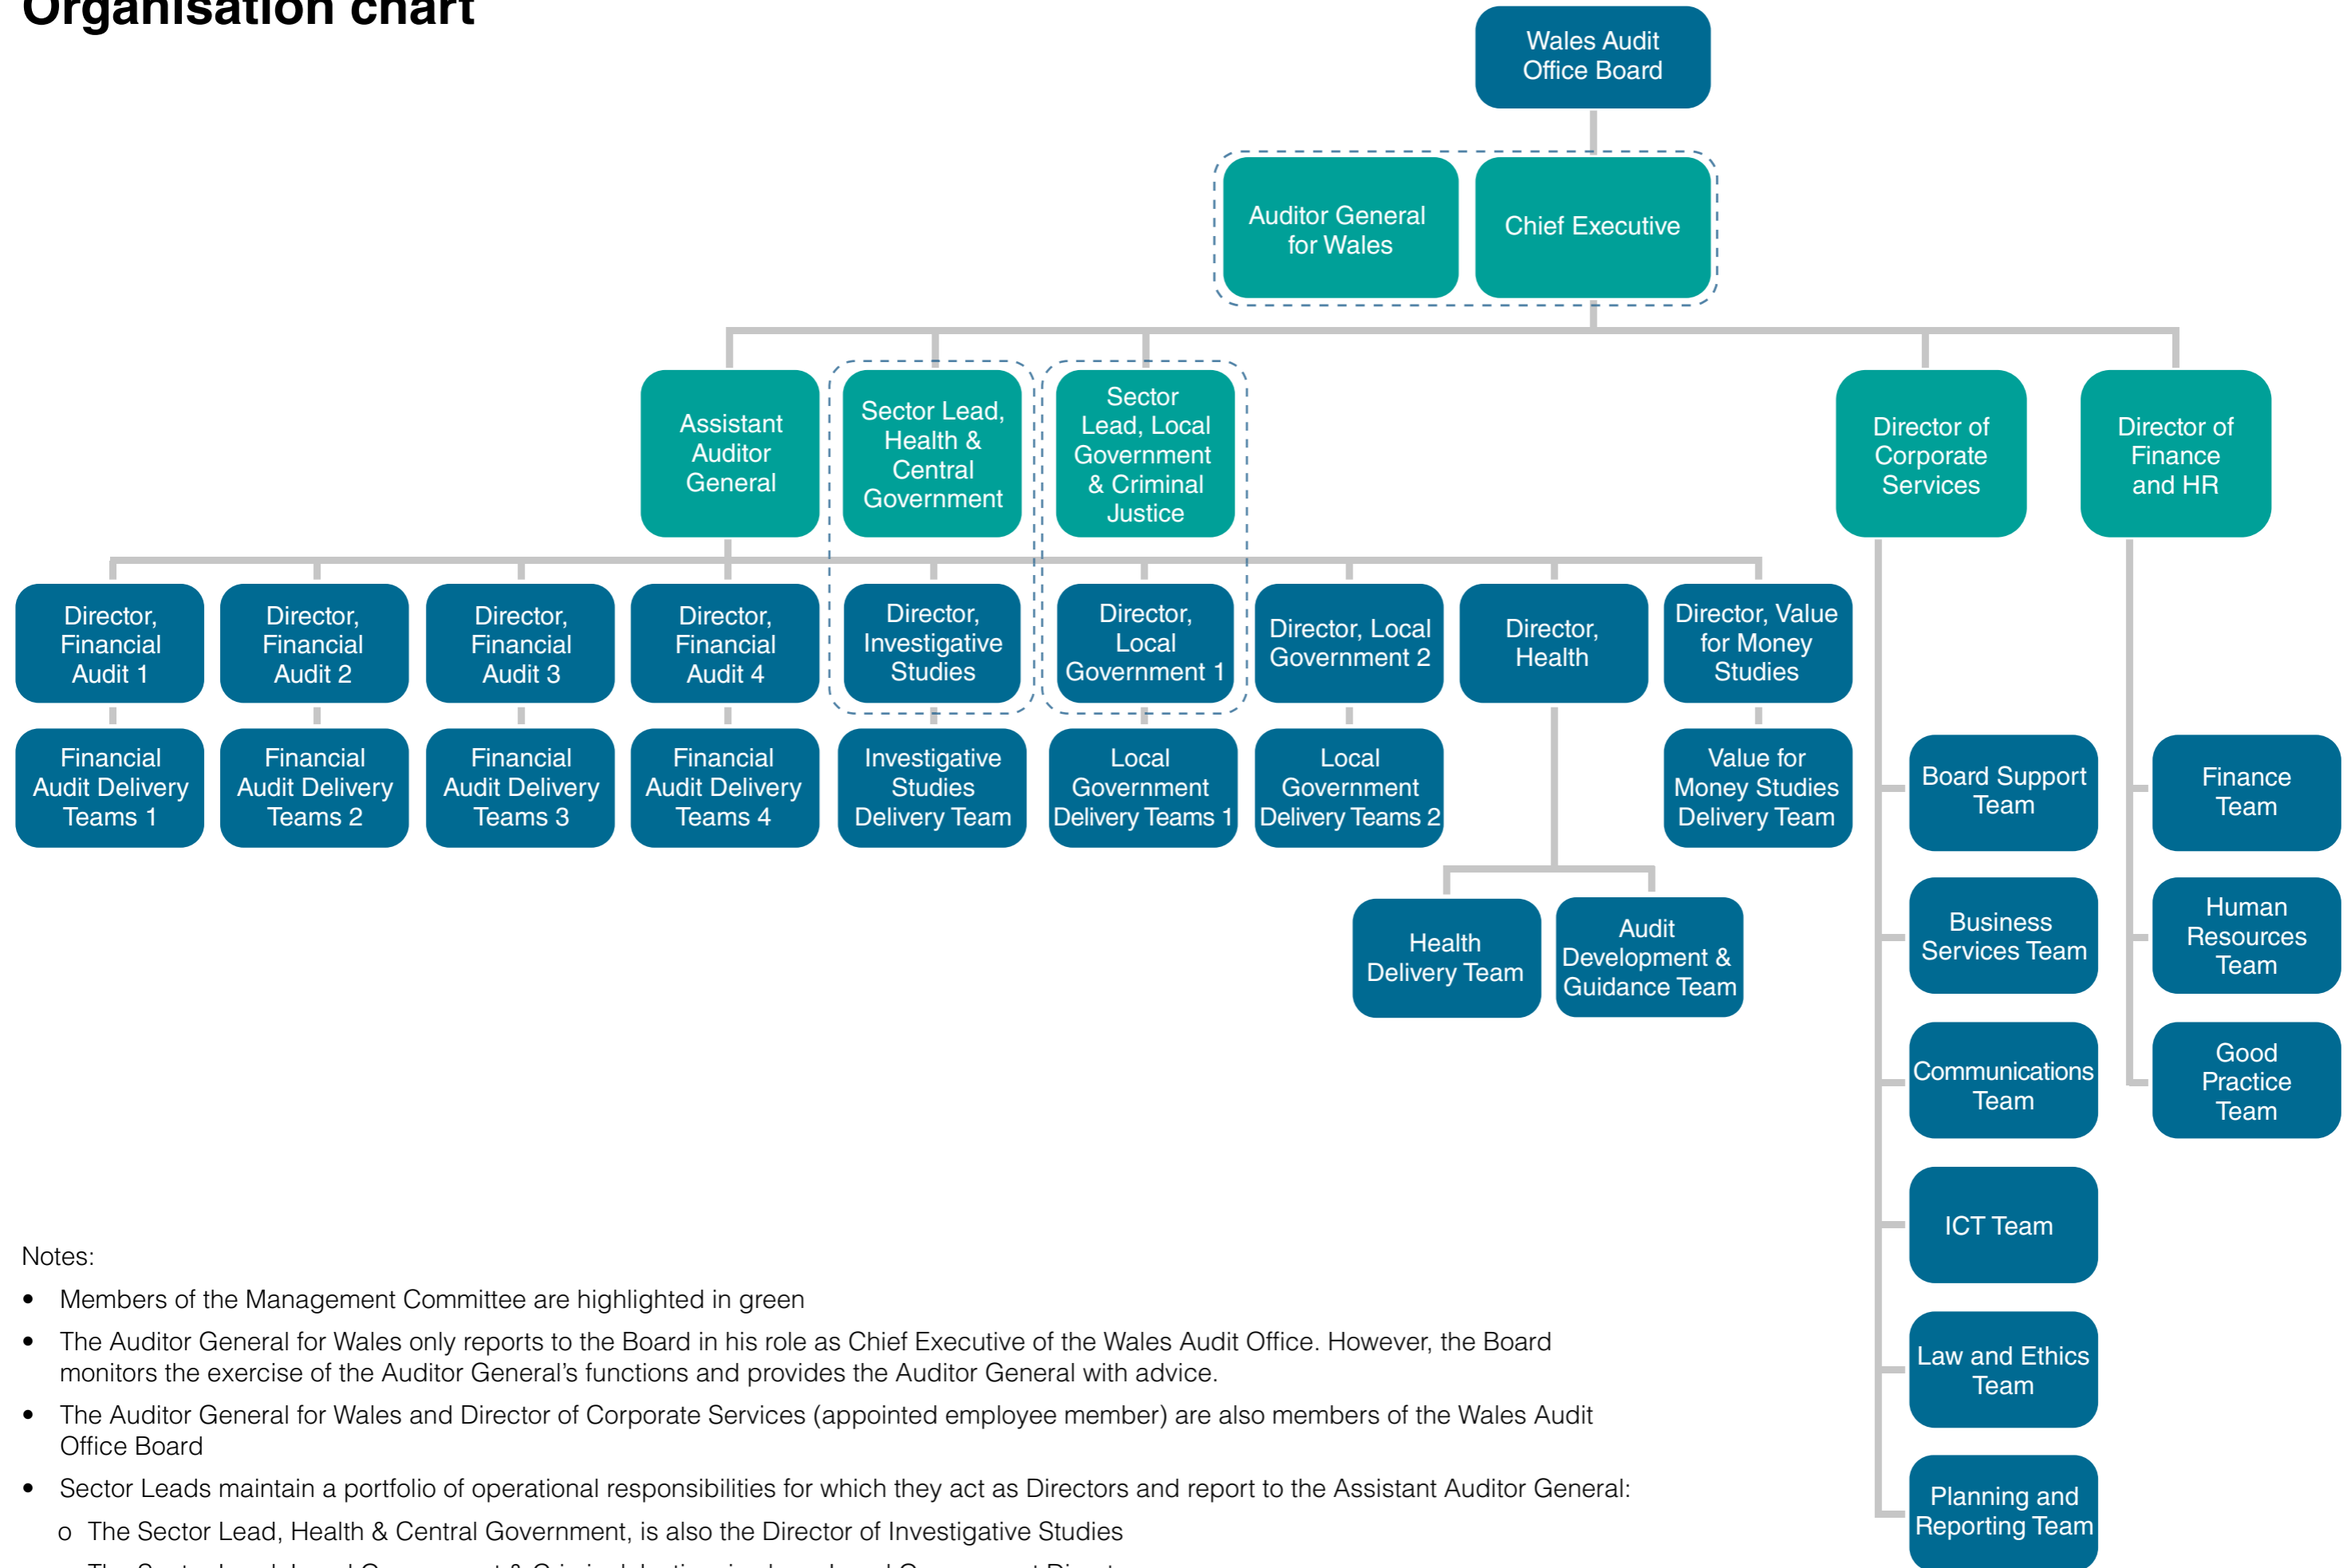 Organisation chart
Wales Audit
Office Board
Auditor General
for Wales
Chief Executive
Assistant
Auditor
General
Sector Lead,
Health &
Central
Government
Sector
Lead, Local
Government
& Criminal
Justice
Director of
Corporate
Services
Director of
Finance
and HR
Director,
Financial
Audit 1
Director,
Financial
Audit 2
Director,
Financial
Audit 3
Director,
Financial
Audit 4
Director,
Investigative
Studies
Director,
Local
Government 1
Director, Local
Government 2
Director,
Health
Director, Value
for Money
Studies
Financial
Audit Delivery
Teams 1
Financial
Audit Delivery
Teams 2
Financial
Audit Delivery
Teams 3
Financial
Audit Delivery
Teams 4
Investigative
Studies
Delivery Team
Local
Government
Delivery Teams 1
Local
Government
Delivery Teams 2
Value for
Money Studies
Delivery Team
Health
Delivery Team
Audit
Development &
Guidance Team
Board Support
Team
Business
Services Team
Communications
Team
ICT Team
Law and Ethics
Team
Planning and
Reporting Team
Finance
Team
Human
Resources
Team
Good
Practice
Team
Notes:
• Members of the Management Committee are highlighted in green
• The Auditor General for Wales only reports to the Board in his role as Chief Executive of the Wales Audit Office. However, the Board
monitors the exercise of the Auditor General’s functions and provides the Auditor General with advice.
• The Auditor General for Wales and Director of Corporate Services (appointed employee member) are also members of the Wales Audit
Office Board
• Sector Leads maintain a portfolio of operational responsibilities for which they act as Directors and report to the Assistant Auditor General:
o The Sector Lead, Health & Central Government, is also the Director of Investigative Studies